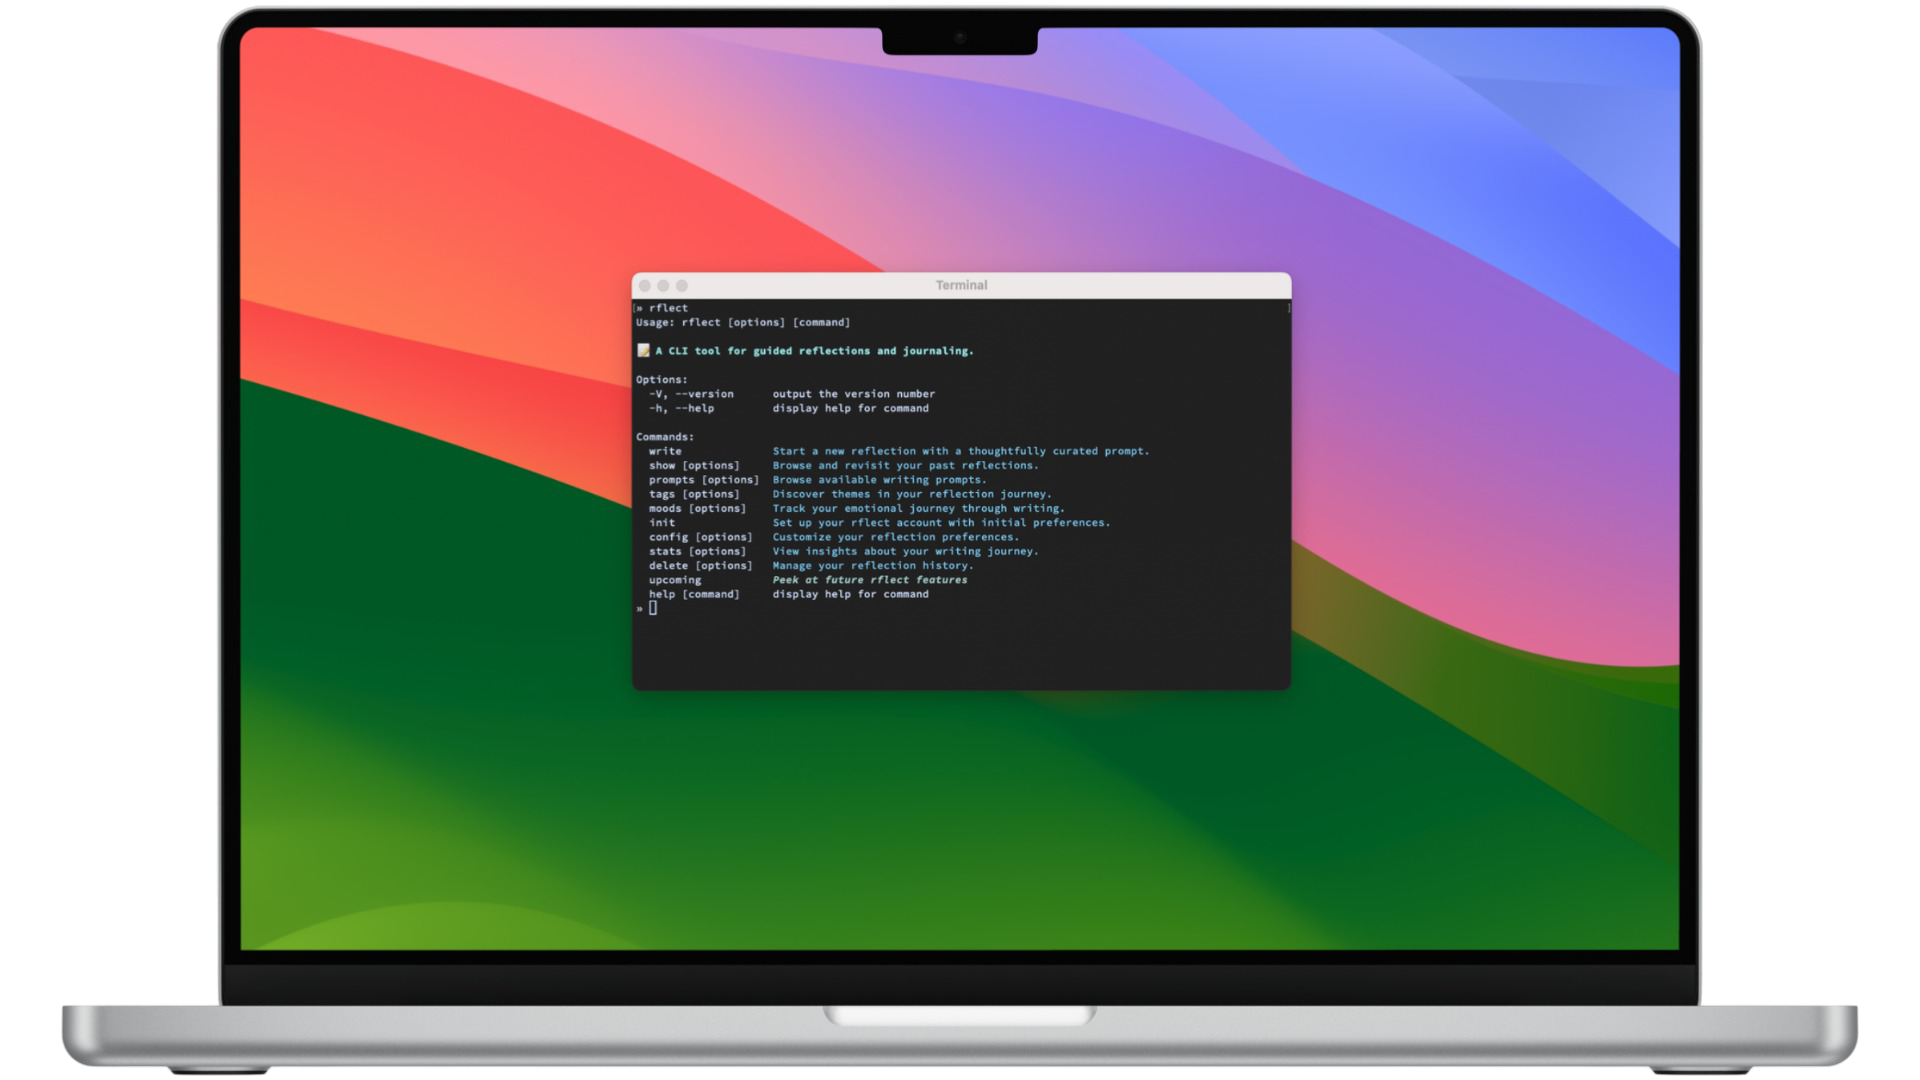 Terminal
[» rflect ]
Usage: rflect [options] [command]
📝 A CLI tool for guided reflections and journaling.
Options:
-V, --version output the version number
-h, --help display help for command
Commands:
write Start a new reflection with a thoughtfully curated prompt.
show [options] Browse and revisit your past reflections.
prompts [options] Browse available writing prompts.
tags [options] Discover themes in your reflection journey.
moods [options] Track your emotional journey through writing.
init Set up your rflect account with initial preferences.
config [options] Customize your reflection preferences.
stats [options] View insights about your writing journey.
delete [options] Manage your reflection history.
upcoming Peek at future rflect features
help [command] display help for command
»